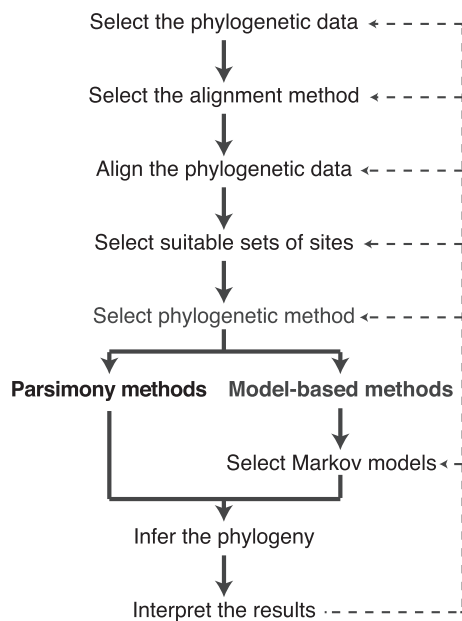 Select the phylogenetic data
Select the alignment method
Align the phylogenetic data
Select suitable sets of sites
Select phylogenetic method
Parsimony methods
Model-based methods
Select Markov models
Infer the phylogeny
Interpret the results